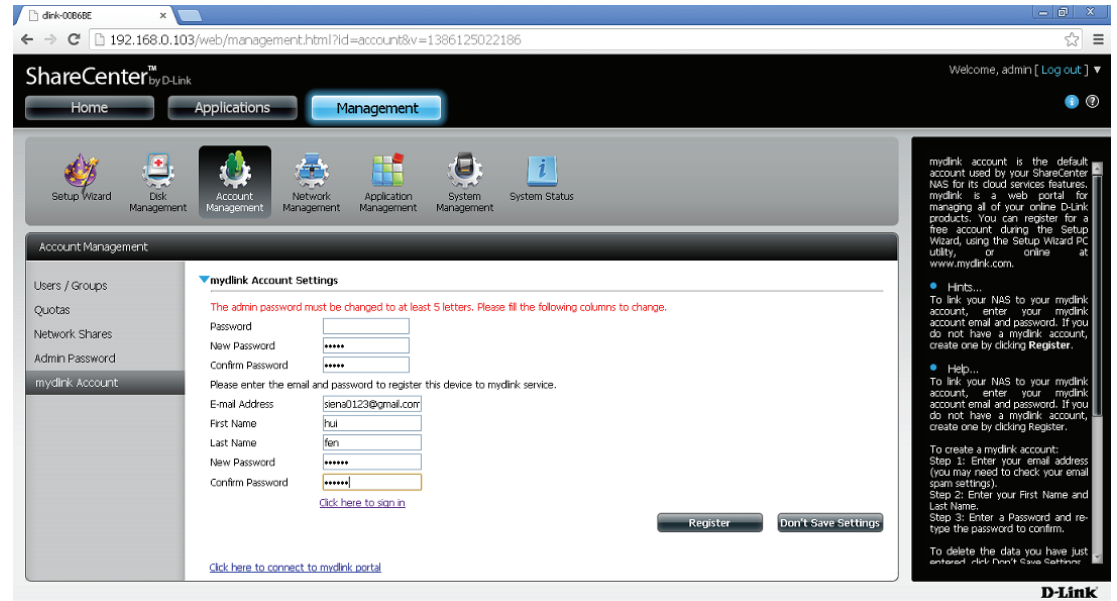 dlink-00B6BE
192.168.0.103/web/management.html?id=account&v=1386125022186
ShareCenter™ by D-Link
Welcome, admin [ Log out ]
Home
Applications
Management
Setup Wizard
Disk
Management
Account
Management
Network
Management
Application
Management
System
Management
System Status
Account Management
Users / Groups
Quotas
Network Shares
Admin Password
mydlink Account
mydlink Account Settings
The admin password must be changed to at least 5 letters. Please fill the following columns to change.
Password
New Password •••••
Confirm Password •••••
Please enter the email and password to register this device to mydlink service.
E-mail Address siena0123@gmail.com
First Name hui
Last Name fen
New Password ••••••
Confirm Password ••••••
Click here to sign in
Register
Don't Save Settings
Click here to connect to mydlink portal
mydlink account is the default
account used by your ShareCenter
NAS for its cloud services features.
mydlink is a web portal for
managing all of your online D-Link
products. You can register for a
free account during the Setup
Wizard, using the Setup Wizard PC
utility, or online at
www.mydlink.com.
Hints...
To link your NAS to your mydlink
account, enter your mydlink
account email and password. If you
do not have a mydlink account,
create one by clicking Register.
Help...
To link your NAS to your mydlink
account, enter your mydlink
account email and password. If you
do not have a mydlink account,
create one by clicking Register.
To create a mydlink account:
Step 1: Enter your email address
(you may need to check your email
spam settings).
Step 2: Enter your First Name and
Last Name.
Step 3: Enter a Password and re-
type the password to confirm.
To delete the data you have just
entered, click Don't Save Settings
D-Link